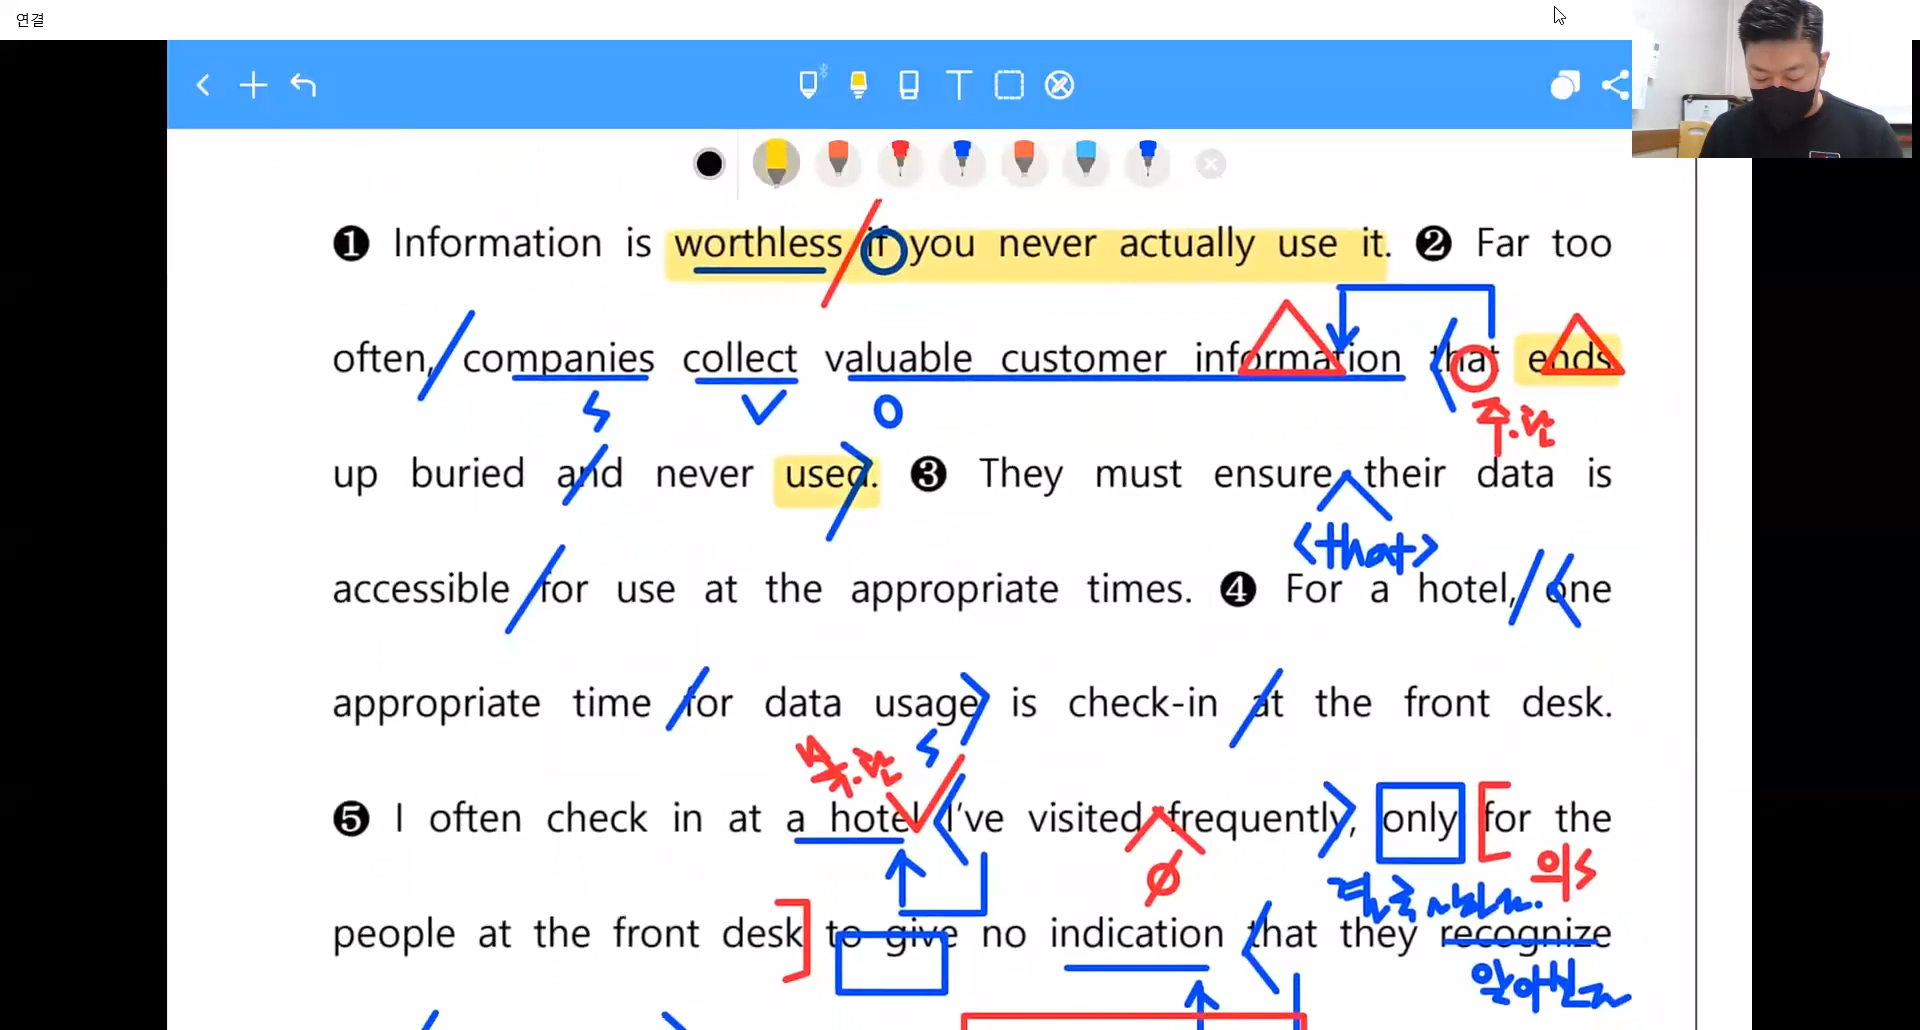 연결
❶ Information is worthless if you never actually use it. ❷ Far too
often, companies collect valuable customer information that ends
S V O 주.관
up buried and never used. ❸ They must ensure their data is
<that>
accessible for use at the appropriate times. ❹ For a hotel, one
appropriate time for data usage is check-in at the front desk.
목.관 S
❺ I often check in at a hotel I've visited frequently, only for the
ø 결국 의S
people at the front desk to give no indication that they recognize